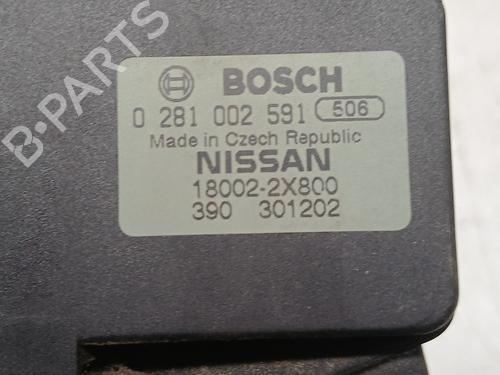 B-PARTS
BOSCH
0 281 002 591 506
Made in Czech Republic
NISSAN
18002-2X800
390 301202